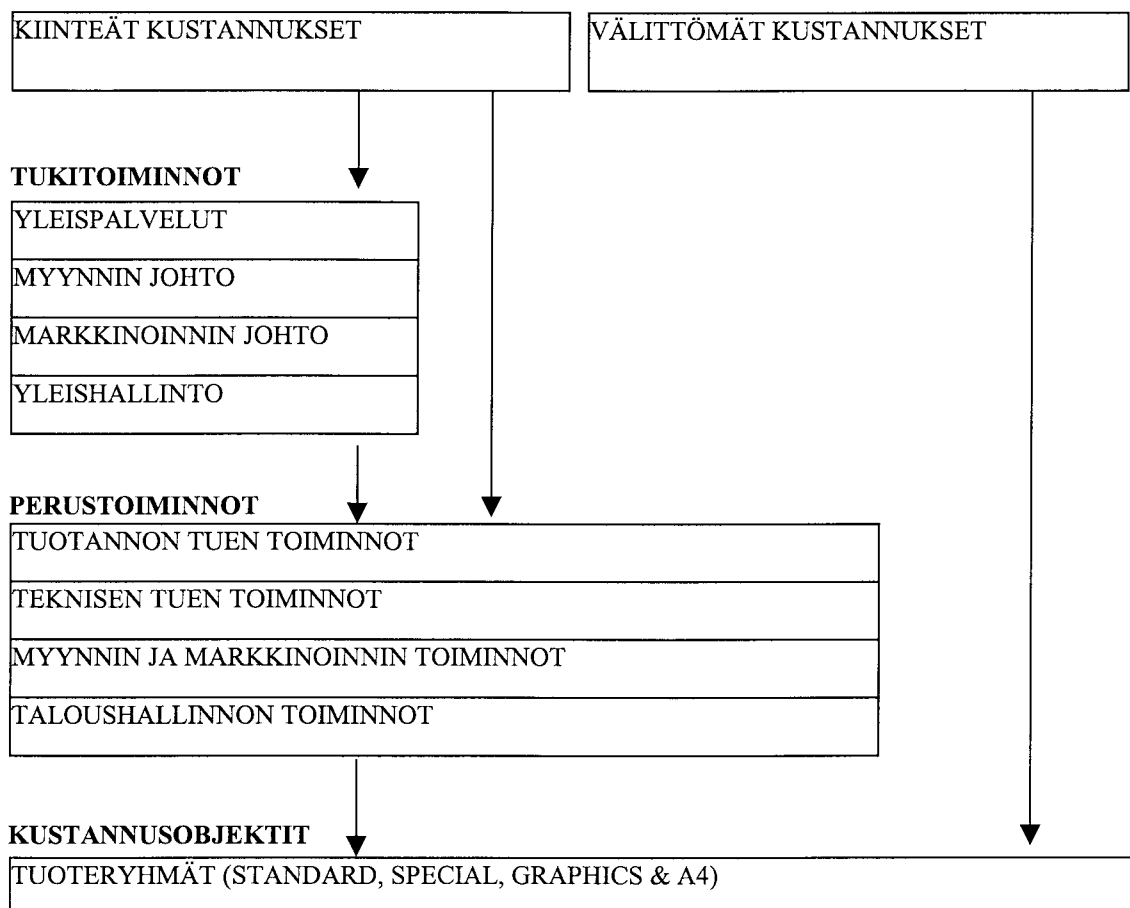 KIINTEÄT KUSTANNUKSET
VÄLITTÖMÄT KUSTANNUKSET
TUKITOIMINNOT
YLEISPALVELUT
MYYNNIN JOHTO
MARKKINOINNIN JOHTO
YLEISHALLINTO
PERUSTOIMINNOT
TUOTANNON TUEN TOIMINNOT
TEKNISEN TUEN TOIMINNOT
MYYNNIN JA MARKKINOINNIN TOIMINNOT
TALOUSHALLINNON TOIMINNOT
KUSTANNUSOBJEKTIT
TUOTERYHMÄT (STANDARD, SPECIAL, GRAPHICS & A4)